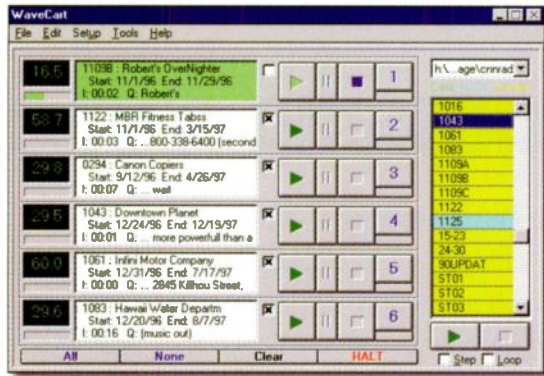 WaveCart
File Edit Setup Tools Help
16.5
1109B : Robert's OverNighter
Start: 11/1/96 End: 11/29/96
I: 00:02 Q: Robert's
1
58.7
1122 : MBR Fitness Tabss
Start: 11/1/96 End: 3/15/97
I: 00:03 Q: ...800-338-6400 (second
2
29.8
0294 : Canon Copiers
Start: 9/12/96 End: 4/26/97
I: 00:07 Q: ... wait
3
29.5
1043 : Downtown Planet
Start: 12/24/96 End: 12/19/97
I: 00:01 Q: ... more powerfull than a
4
60.0
1061 : Infini Motor Company
Start: 12/31/96 End: 7/17/97
I: 00:00 Q: ... 2845 Killhou Street,
5
29.6
1083 : Hawaii Water Departm
Start: 12/20/96 End: 8/7/97
I: 00:16 Q: (music out)
6
All None Clear HALT
h:\...age\cnnrad
1016
1043
1061
1083
1109A
1109B
1109C
1122
1125
15-23
24-30
90UPDAT
ST01
ST02
ST03
Step Loop